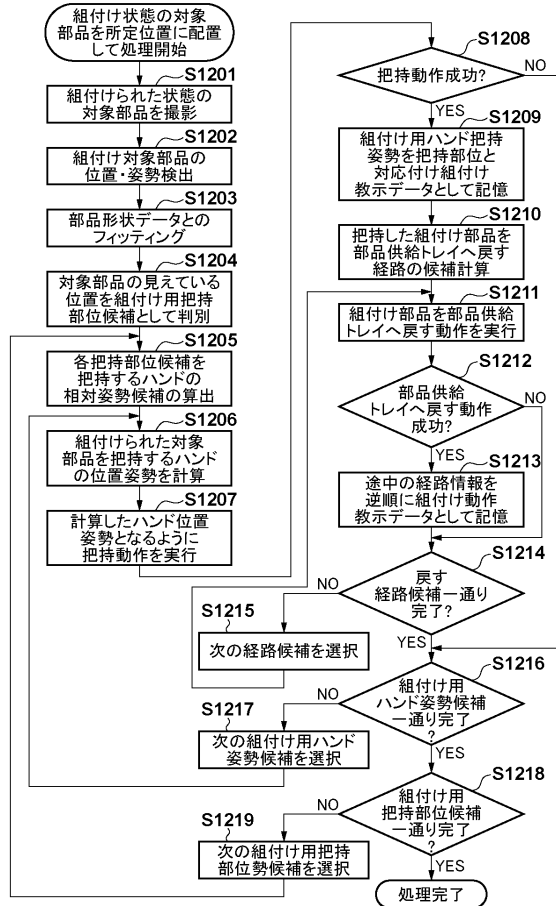 組付け状態の対象
部品を所定位置に配置
して処理開始
S1201
組付けられた状態の
対象部品を撮影
S1202
組付け対象部品の
位置・姿勢検出
S1203
部品形状データとの
フィッティング
S1204
対象部品の見えている
位置を組付け用把持
部位候補として判別
S1205
各把持部位候補を
把持するハンドの
相対姿勢候補の算出
S1206
組付けられた対象
部品を把持するハンド
の位置姿勢を計算
S1207
計算したハンド位置
姿勢となるように
把持動作を実行
S1208
把持動作成功?
NO
YES
S1209
組付け用ハンド把持
姿勢を把持部位と
対応付け組付け
教示データとして記憶
S1210
把持した組付け部品を
部品供給トレイへ戻す
経路の候補計算
S1211
組付け部品を部品供給
トレイへ戻す動作を実行
S1212
部品供給
トレイへ戻す動作
成功?
NO
YES
S1213
途中の経路情報を
逆順に組付け動作
教示データとして記憶
S1214
戻す
経路候補一通り
完了?
NO
YES
S1215
次の経路候補を選択
S1216
組付け用
ハンド姿勢候補
一通り完了
?
NO
YES
S1217
次の組付け用ハンド
姿勢候補を選択
S1218
組付け用
把持部位候補
一通り完了
?
NO
YES
S1219
次の組付け用把持
部位勢候補を選択
処理完了